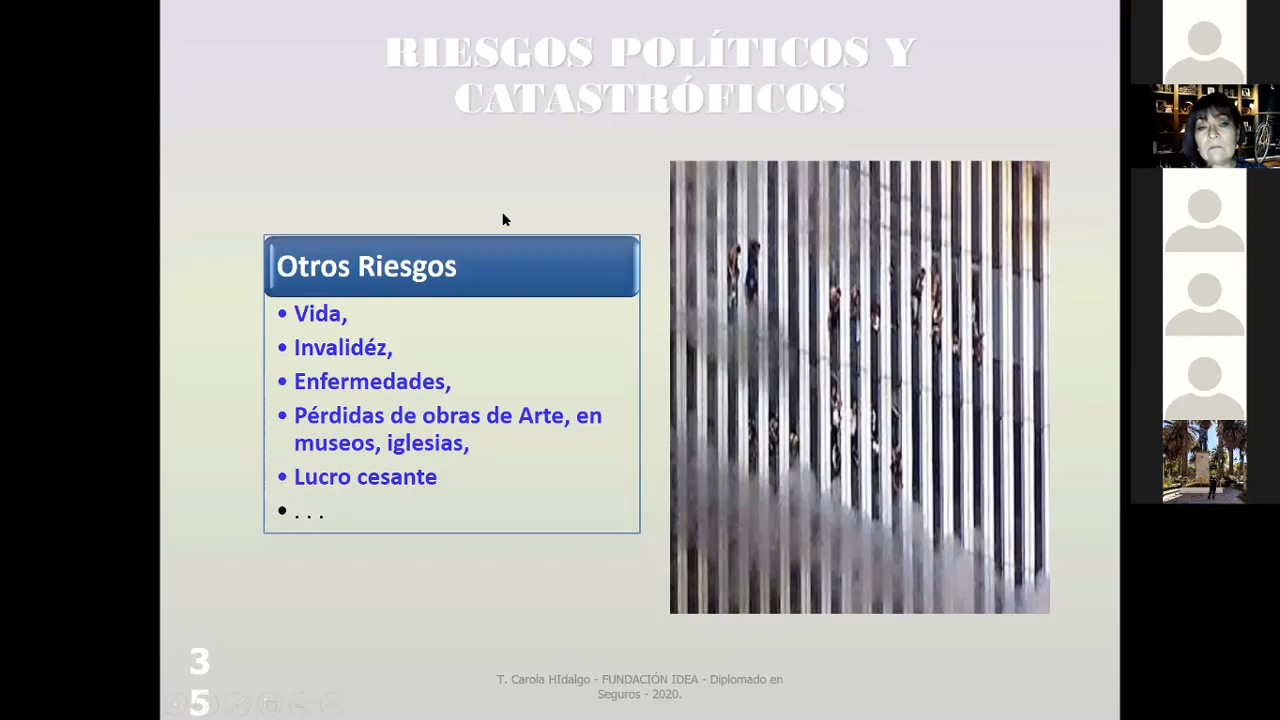 RIESGOS POLÍTICOS Y
CATASTRÓFICOS
Otros Riesgos
• Vida,
• Invalidéz,
• Enfermedades,
• Pérdidas de obras de Arte, en
museos, iglesias,
• Lucro cesante
• . . .
3
5
T. Carola HIdalgo - FUNDACIÓN IDEA - Diplomado en
Seguros - 2020.